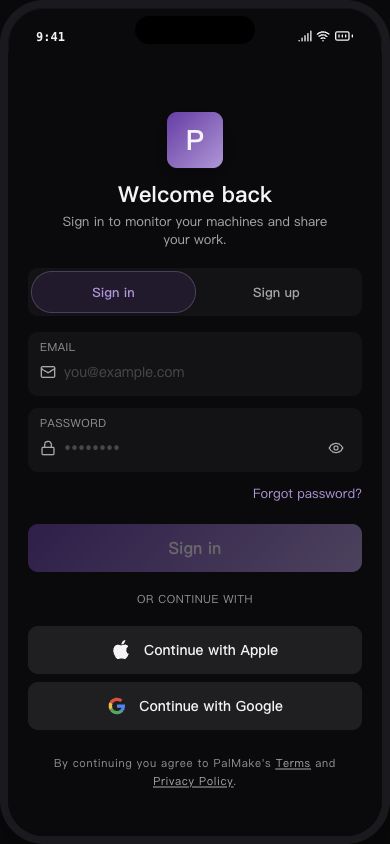 9:41
P
Welcome back
Sign in to monitor your machines and share
your work.
Sign in
Sign up
EMAIL
you@example.com
PASSWORD
••••••••
Forgot password?
Sign in
OR CONTINUE WITH
Continue with Apple
Continue with Google
By continuing you agree to PalMake's Terms and
Privacy Policy.